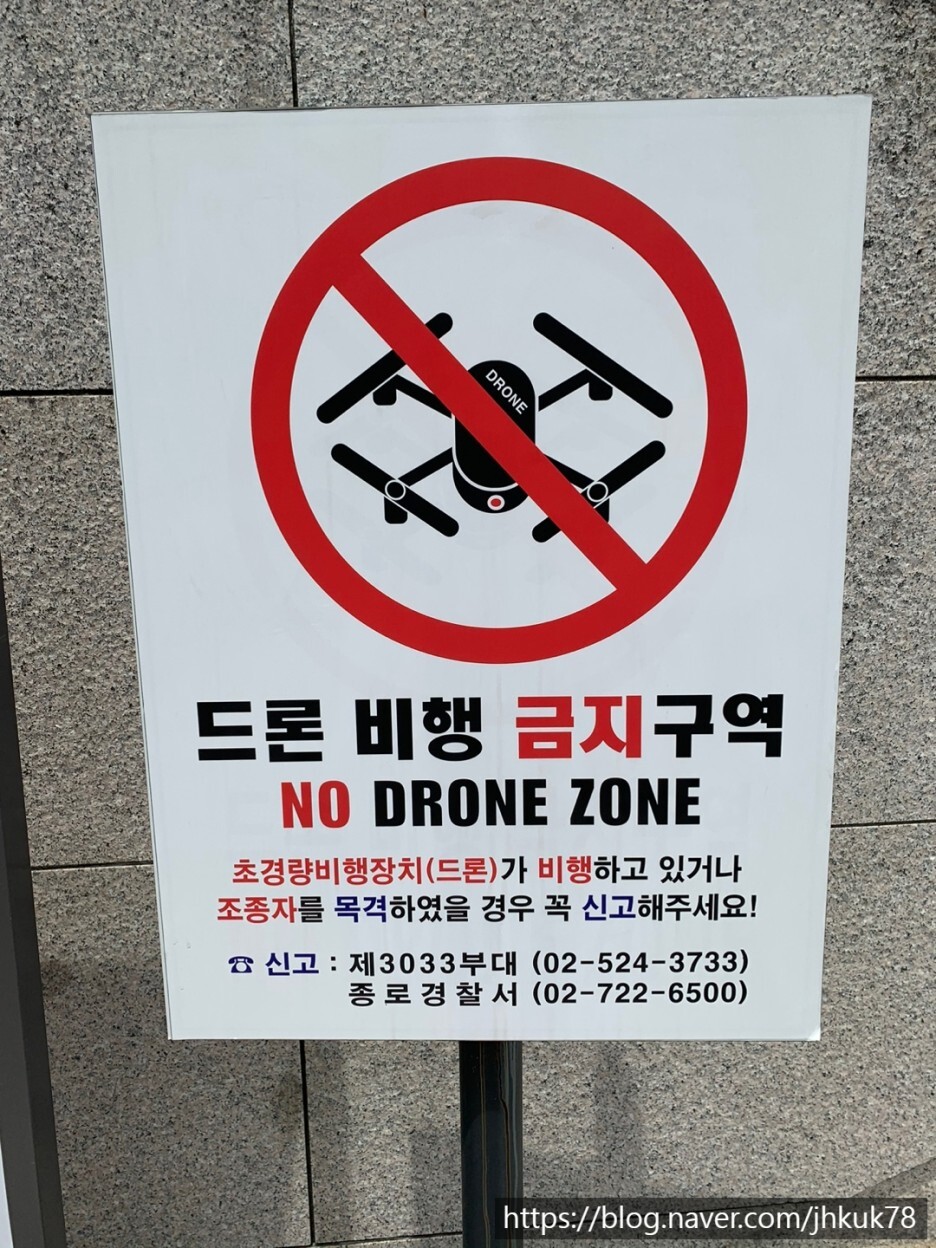 DRONE
드론 비행 금지구역
NO DRONE ZONE
초경량비행장치(드론)가 비행하고 있거나
조종자를 목격하였을 경우 꼭 신고해주세요!
☎ 신고 : 제3033부대 (02-524-3733)
종로경찰서 (02-722-6500)
https://blog.naver.com/jhkuk78